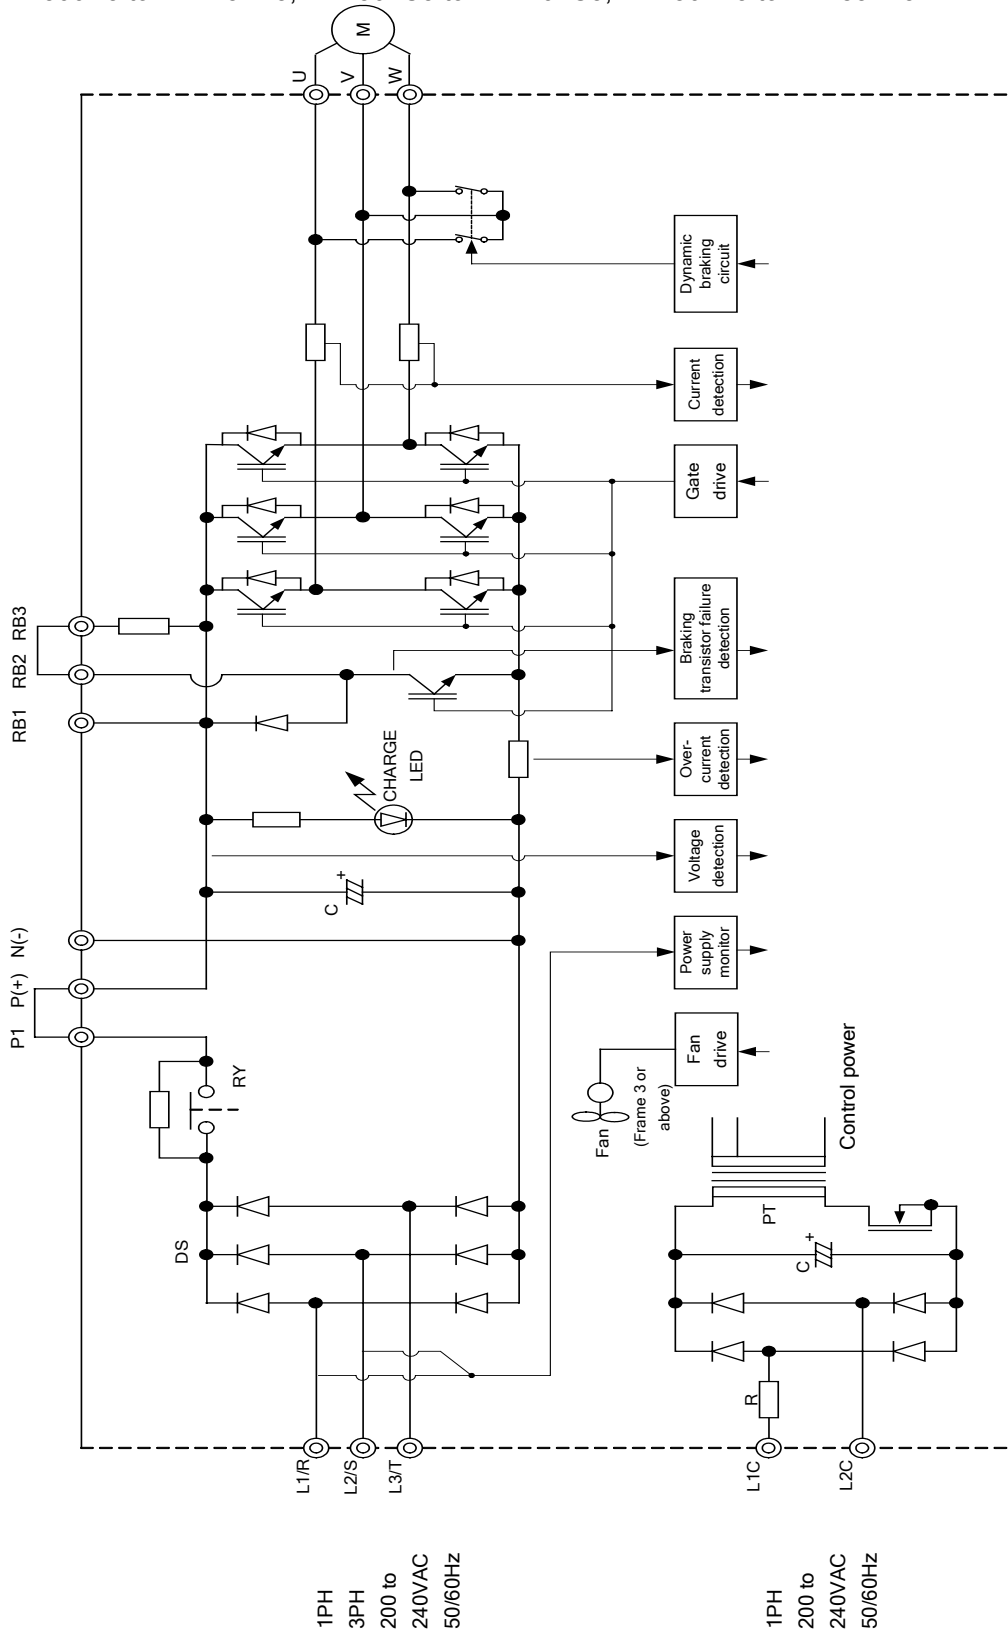 M
U
V
W
RB3
RB2
RB1
N(-)
P(+)
P1
CHARGE
LED
C
+
RY
DS
L1/R
L2/S
L3/T
1PH
3PH
200 to
240VAC
50/60Hz
Dynamic
braking
circuit
Current
detection
Gate
drive
Braking
transistor failure
detection
Over-
current
detection
Voltage
detection
Power
supply
monitor
Fan
drive
Fan
(Frame 3 or
above)
Control power
PT
C
+
R
L1C
L2C
1PH
200 to
240VAC
50/60Hz